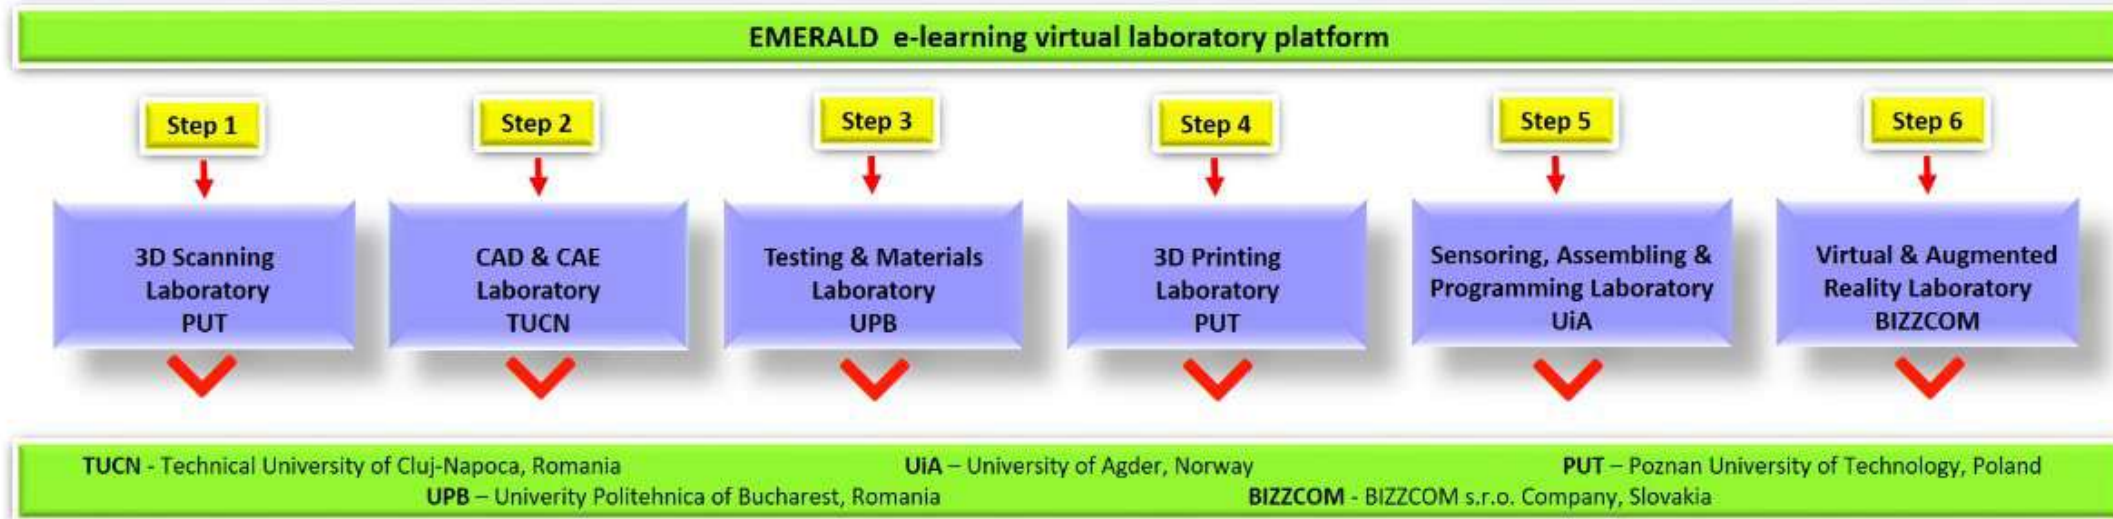 EMERALD e-learning virtual laboratory platform
Step 1
Step 2
Step 3
Step 4
Step 5
Step 6
3D Scanning
Laboratory
PUT
CAD & CAE
Laboratory
TUCN
Testing & Materials
Laboratory
UPB
3D Printing
Laboratory
PUT
Sensoring, Assembling &
Programming Laboratory
UiA
Virtual & Augmented
Reality Laboratory
BIZZCOM
TUCN - Technical University of Cluj-Napoca, Romania
UiA – University of Agder, Norway
PUT – Poznan University of Technology, Poland
UPB – Univerity Politehnica of Bucharest, Romania
BIZZCOM - BIZZCOM s.r.o. Company, Slovakia